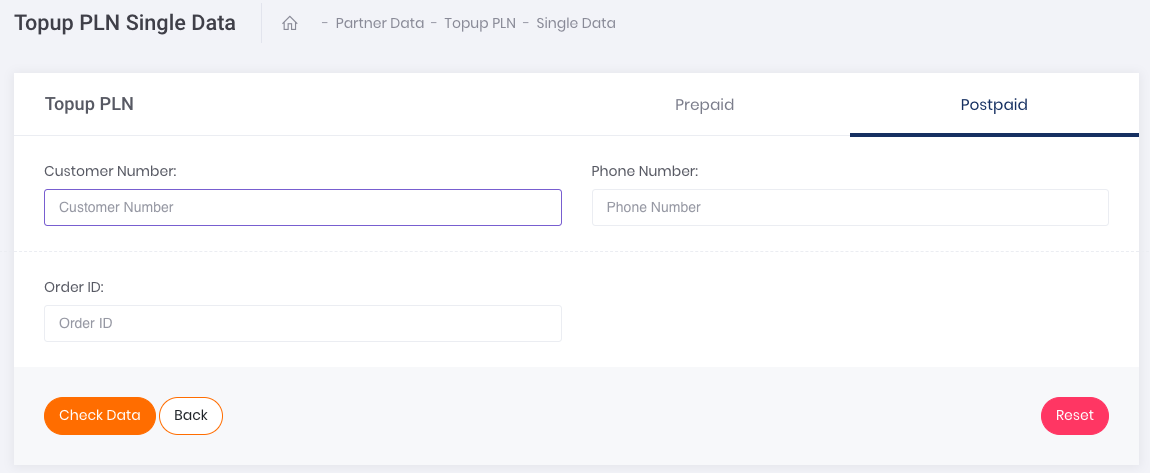 Topup PLN Single Data - Partner Data - Topup PLN - Single Data
Topup PLN Prepaid Postpaid
Customer Number: Phone Number:
Customer Number Phone Number
Order ID:
Order ID
Check Data Back Reset